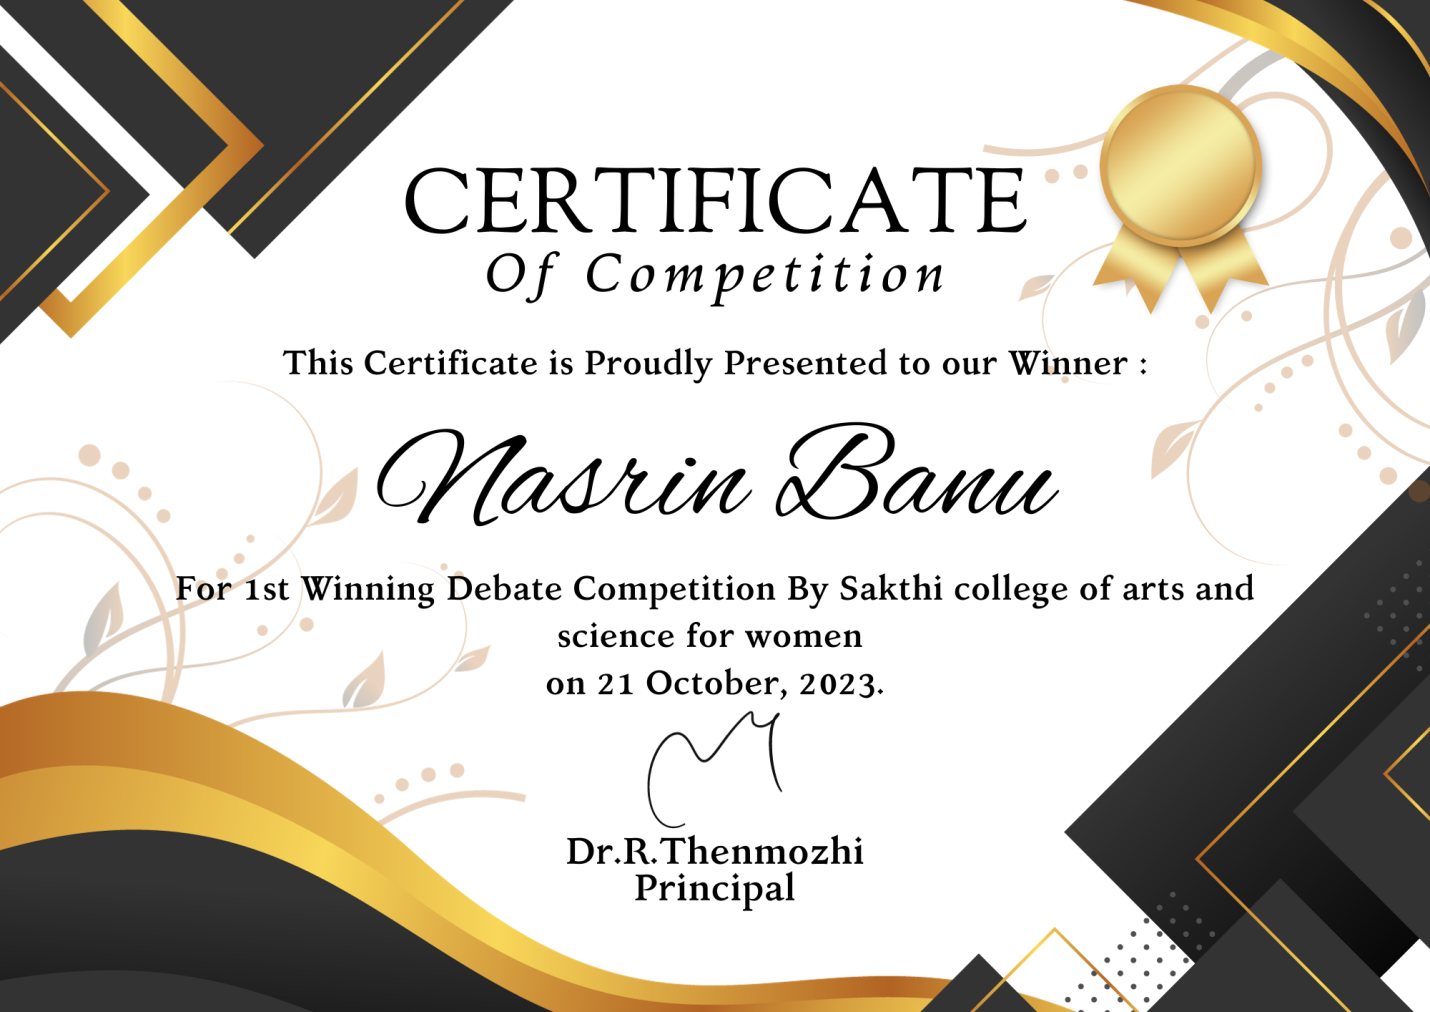 CERTIFICATE
Of Competition
This Certificate is Proudly Presented to our Winner :
Nasrin Banu
For 1st Winning Debate Competition By Sakthi college of arts and
science for women
on 21 October, 2023.
Dr.R.Thenmozhi
Principal